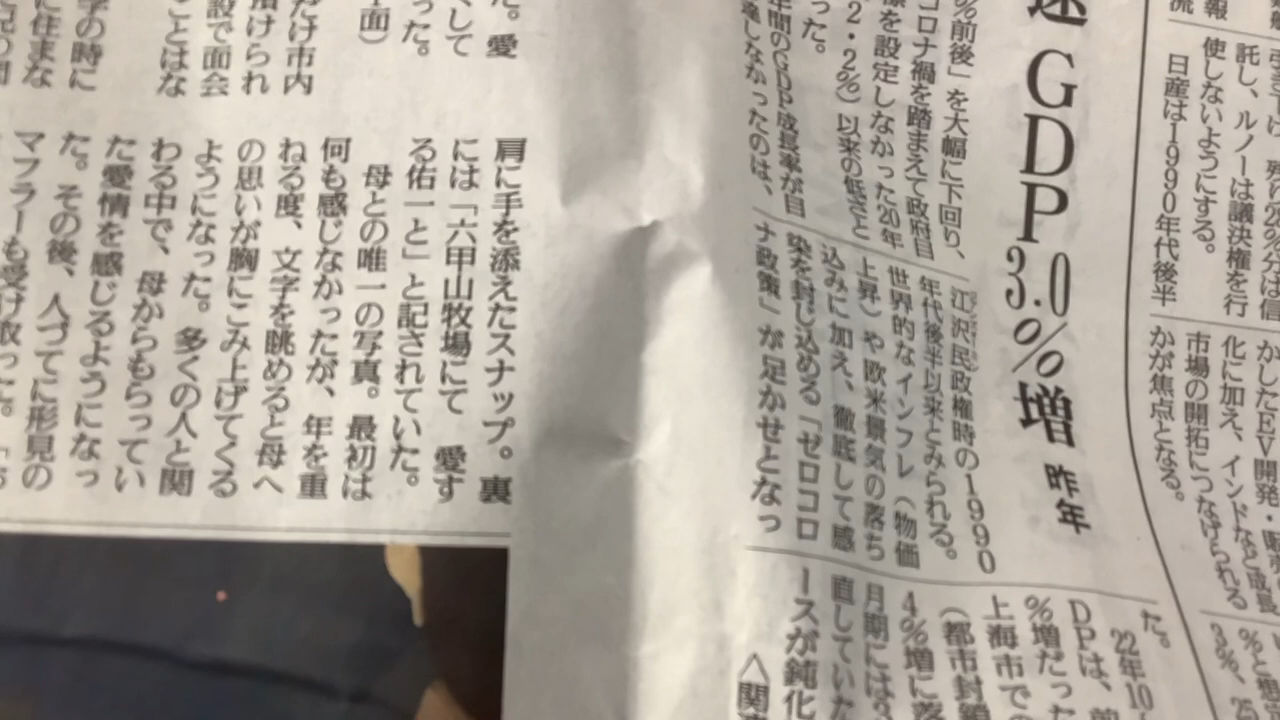 報
流
託し、ルノーは議決権を行
使しないようにする。
日産は1990年代後半
かしたEV開発・販売
化に加え、インドなど成長
市場の開拓につなげられる
かが焦点となる。
速 GDP3.0%増 昨年
%前後」を大幅に下回り、
コロナ禍を踏まえて政府目
標を設定しなかった20年
2・2%)以来の低さと
った。
年間のGDP成長率が目
達しなかったのは、
江沢民政権時の1990
年代後半以来とみられる。
世界的なインフレ(物価
上昇)や欧米景気の落ち
込みに加え、徹底して感
染を封じ込める「ゼロコロ
ナ政策」が足かせとなっ
た。
22年10
DPは、前
%増だった
上海市での
(都市封鎖
4%増に落
月期には3
直していた
ースが鈍化
<関連
た。愛
くして
った。
面)
だけ市内
預けられ
設で面会
ことはな
字の時に
に住まな
肩に手を添えたスナップ。裏
には「六甲山牧場にて 愛す
る佑一と」と記されていた。
母との唯一の写真。最初は
何も感じなかったが、年を重
ねる度、文字を眺めると母へ
の思いが胸にこみ上げてくる
ようになった。多くの人と関
わる中で、母からもらってい
た愛情を感じるようになっ
た。その後、人づてに形見の
マフラーも受け取った。